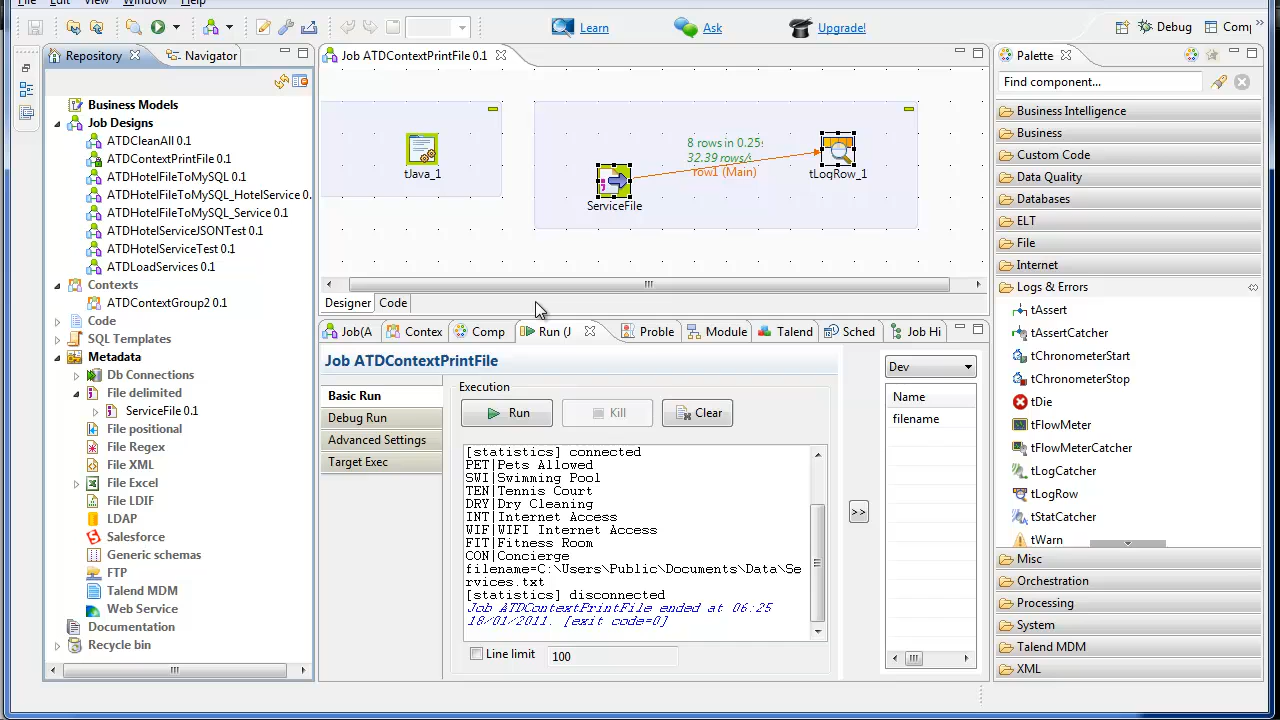 File Edit View Window Help
Learn
Ask
Upgrade!
Debug
Comp
Repository
Navigator
Business Models
Job Designs
ATDCleanAll 0.1
ATDContextPrintFile 0.1
ATDHotelFileToMySQL 0.1
ATDHotelFileToMySQL_HotelService 0.
ATDHotelFileToMySQL_Service 0.1
ATDHotelServiceJSONTest 0.1
ATDHotelServiceTest 0.1
ATDLoadServices 0.1
Contexts
ATDContextGroup2 0.1
Code
SQL Templates
Metadata
Db Connections
File delimited
ServiceFile 0.1
File positional
File Regex
File XML
File Excel
File LDIF
LDAP
Salesforce
Generic schemas
FTP
Talend MDM
Web Service
Documentation
Recycle bin
Job ATDContextPrintFile 0.1
tJava_1
8 rows in 0.25s
32.39 rows/s
row1 (Main)
ServiceFile
tLogRow_1
Designer
Code
Job(A
Contex
Comp
Run (J
Proble
Module
Talend
Sched
Job Hi
Job ATDContextPrintFile
Basic Run
Debug Run
Advanced Settings
Target Exec
Execution
Run
Kill
Clear
[statistics] connected
PET|Pets Allowed
SWI|Swimming Pool
TEN|Tennis Court
DRY|Dry Cleaning
INT|Internet Access
WIF|WIFI Internet Access
FIT|Fitness Room
CON|Concierge
filename=C:\Users\Public\Documents\Data\Se
rvices.txt
[statistics] disconnected
Job ATDContextPrintFile ended at 06:25
18/01/2011. [exit code=0]
Line limit
100
>>
Dev
Name
filename
Palette
Find component...
Business Intelligence
Business
Custom Code
Data Quality
Databases
ELT
File
Internet
Logs & Errors
tAssert
tAssertCatcher
tChronometerStart
tChronometerStop
tDie
tFlowMeter
tFlowMeterCatcher
tLogCatcher
tLogRow
tStatCatcher
tWarn
Misc
Orchestration
Processing
System
Talend MDM
XML